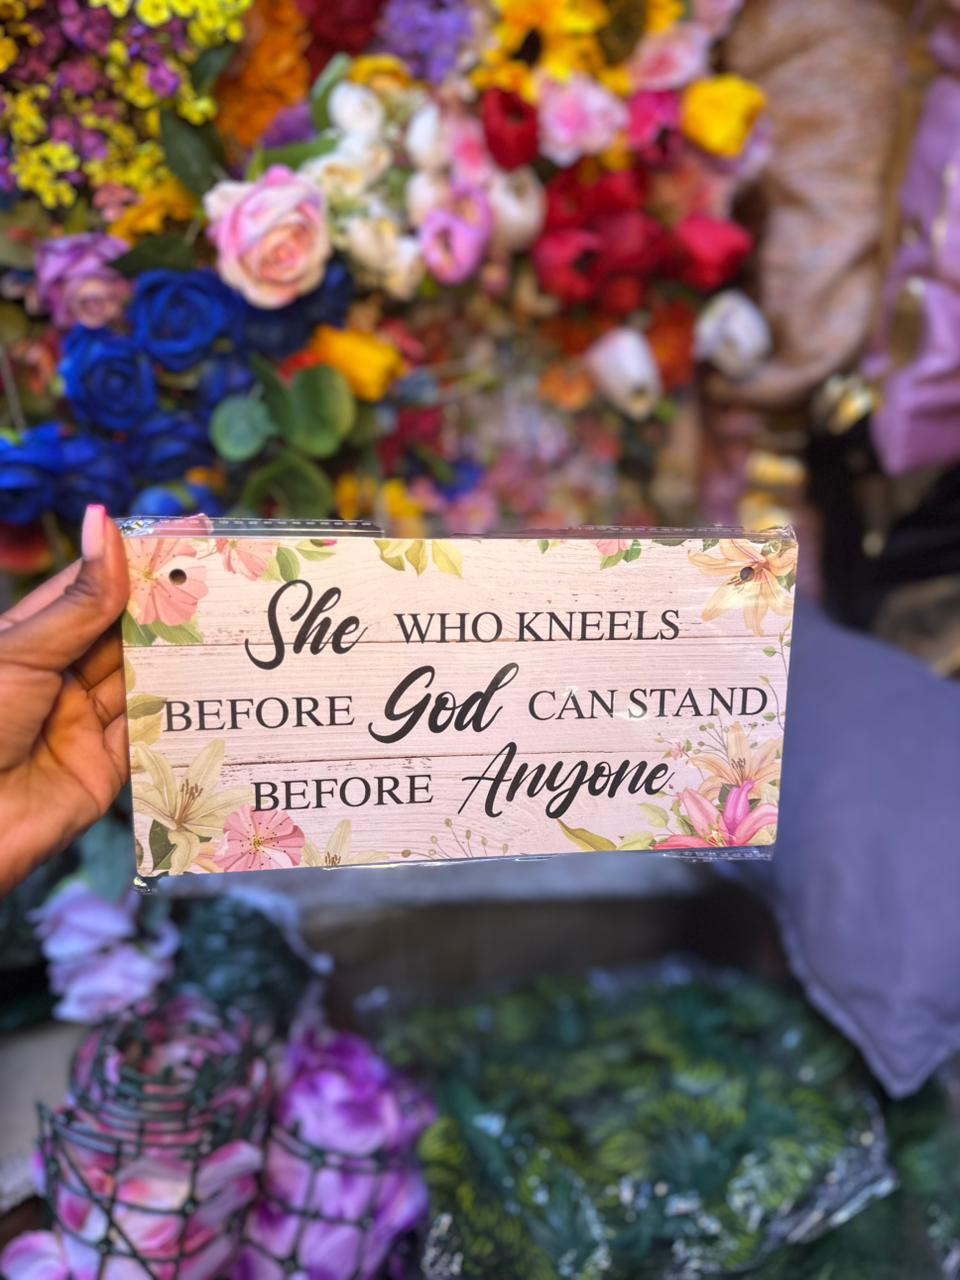 She WHO KNEELS
BEFORE God CAN STAND
BEFORE Anyone